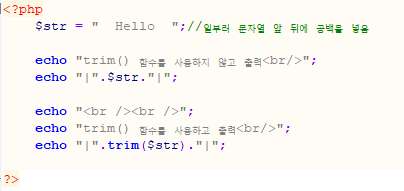 <?php
$str = "  Hello  ";//일부러 문자열 앞 뒤에 공백을 넣음
echo "trim() 함수를 사용하지 않고 출력<br/>";
echo "|".$str."|";
echo "<br /><br />";
echo "trim() 함수를 사용하고 출력<br/>";
echo "|".trim($str)."|";
?>